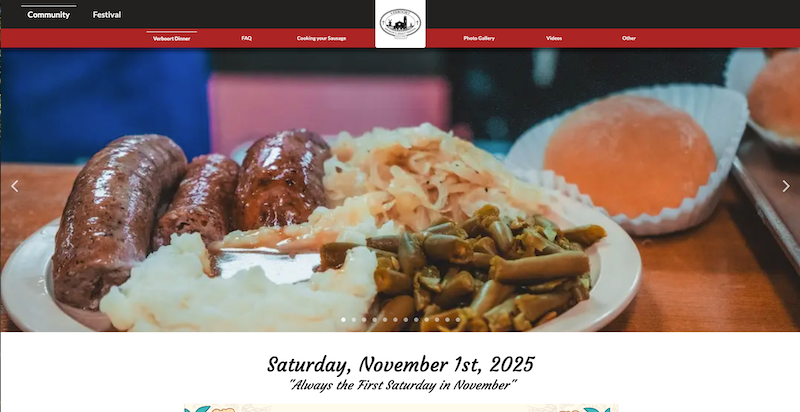 Community Festival
Verboort Dinner FAQ Cooking your Sausage Photo Gallery Videos Other
Saturday, November 1st, 2025
"Always the First Saturday in November"